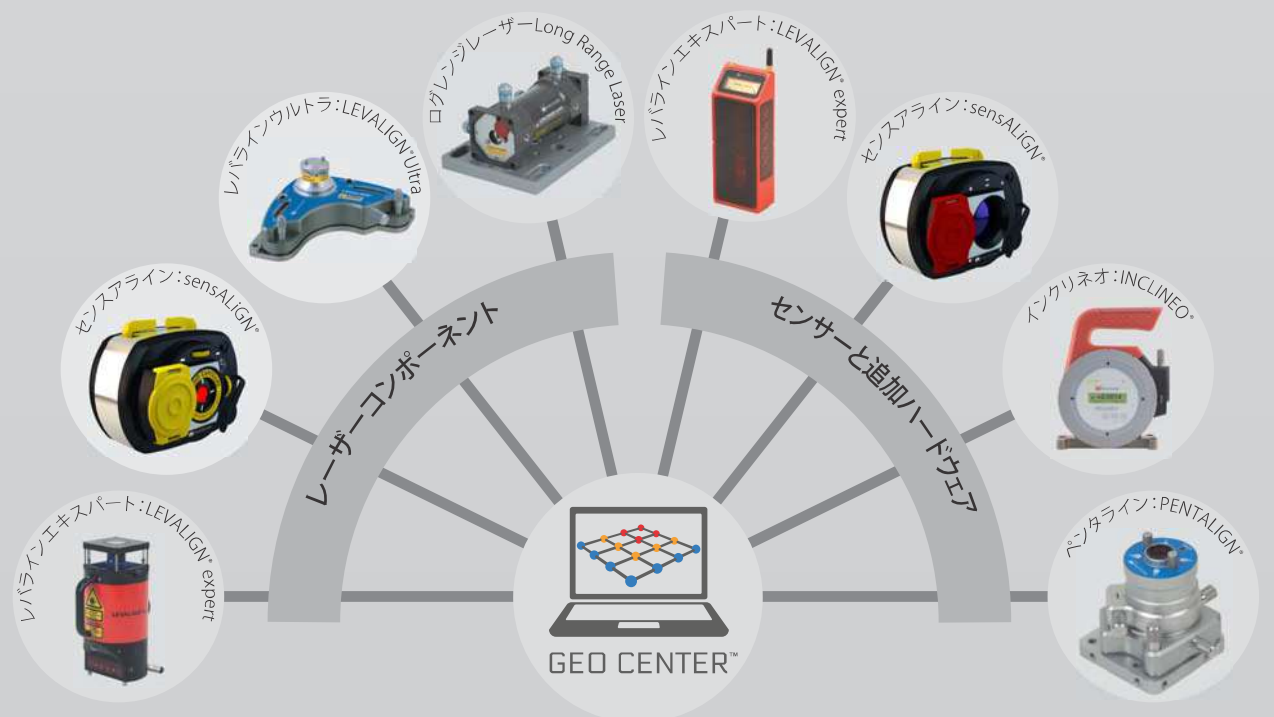 ログレンジレーザーLong Range Laser
レバラインエキスパート：LEVALIGN® expert
レバラインウルトラ：LEVALIGN®Ultra
センスアライン：sensALiGN®
センスアライン：sensALiGN®
インクリネオ：INCLINEO®
レーザーコンポーネント
センサーと追加ハードウェア
レバラインエキスパート：LEVALIGN® expert
ペンタライン：PENTALIGN®
GEO CENTER™